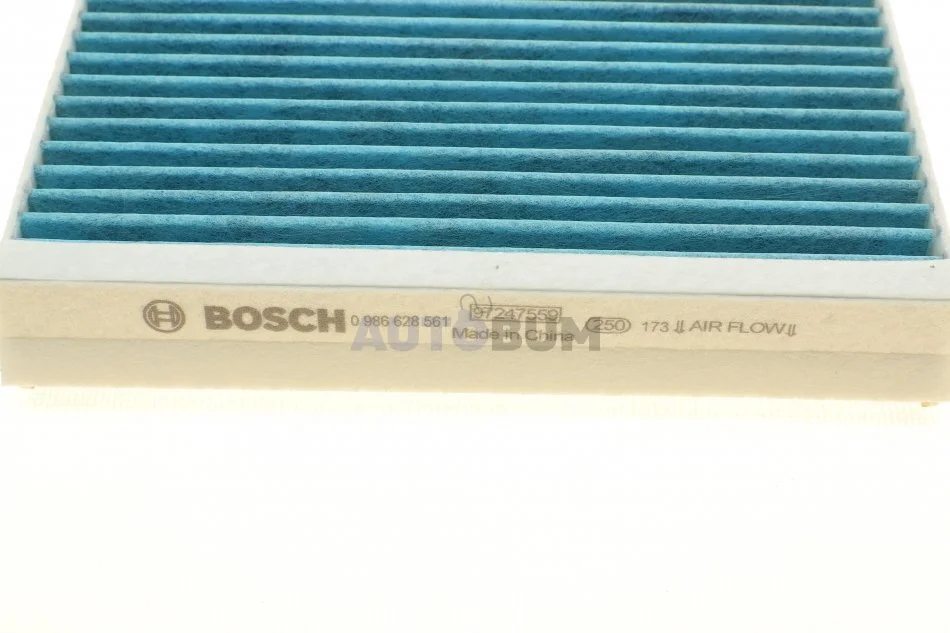 BOSCH 0 986 628 561 97247559 250 173 ⇓ AIR FLOW ⇓
Made in China
AUTOBUM